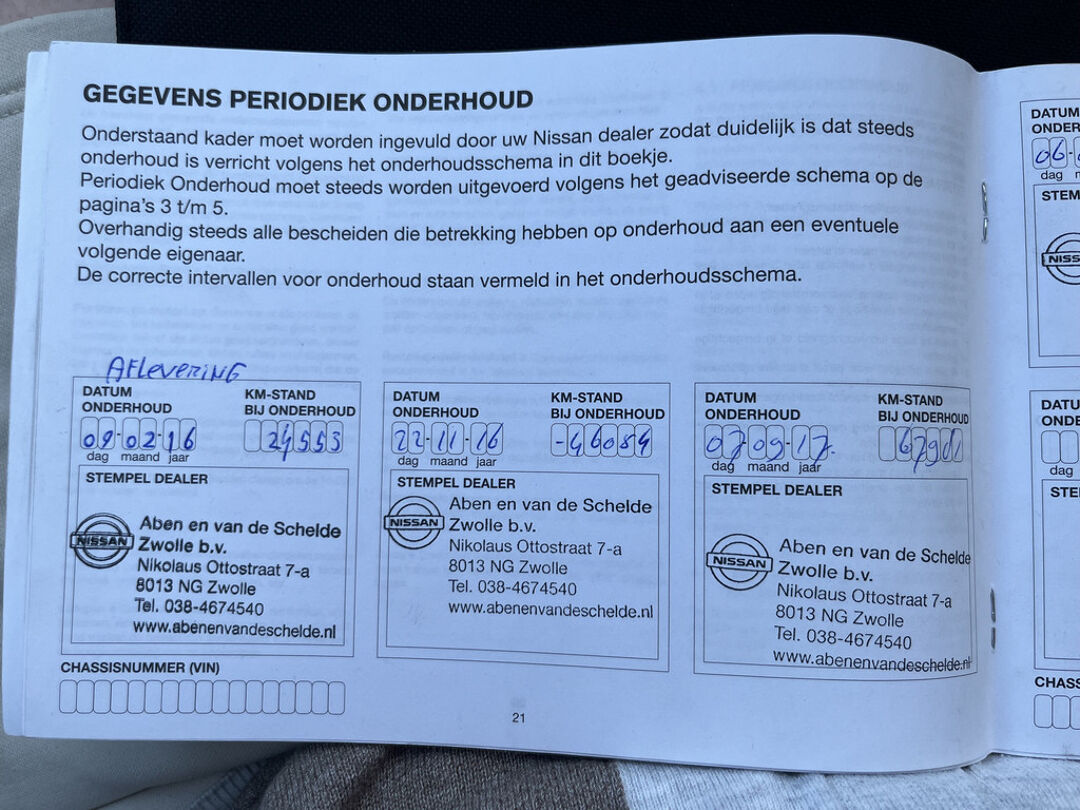 GEGEVENS PERIODIEK ONDERHOUD
Onderstaand kader moet worden ingevuld door uw Nissan dealer zodat duidelijk is dat steeds
onderhoud is verricht volgens het onderhoudsschema in dit boekje.
Periodiek Onderhoud moet steeds worden uitgevoerd volgens het geadviseerde schema op de
pagina's 3 t/m 5.
Overhandig steeds alle bescheiden die betrekking hebben op onderhoud aan een eventuele
volgende eigenaar.
De correcte intervallen voor onderhoud staan vermeld in het onderhoudsschema.
Aflevering
DATUM
ONDERHOUD
KM-STAND
BIJ ONDERHOUD
09-02-16
24553
dag maand jaar
STEMPEL DEALER
NISSAN
Aben en van de Schelde
Zwolle b.v.
Nikolaus Ottostraat 7-a
8013 NG Zwolle
Tel. 038-4674540
www.abenenvandeschelde.nl
CHASSISNUMMER (VIN)
DATUM
ONDERHOUD
KM-STAND
BIJ ONDERHOUD
22-11-16
-46084
dag maand jaar
STEMPEL DEALER
NISSAN
Aben en van de Schelde
Zwolle b.v.
Nikolaus Ottostraat 7-a
8013 NG Zwolle
Tel. 038-4674540
www.abenenvandeschelde.nl
DATUM
ONDERHOUD
KM-STAND
BIJ ONDERHOUD
07-09-17.
67901
dag maand jaar
STEMPEL DEALER
NISSAN
Aben en van de Schelde
Zwolle b.v.
Nikolaus Ottostraat 7-a
8013 NG Zwolle
Tel. 038-4674540
www.abenenvandeschelde.nl
21
DATUM
ONDER
06-
dag
STEM
NISS
DATU
ONDE
dag
STE
CHASS